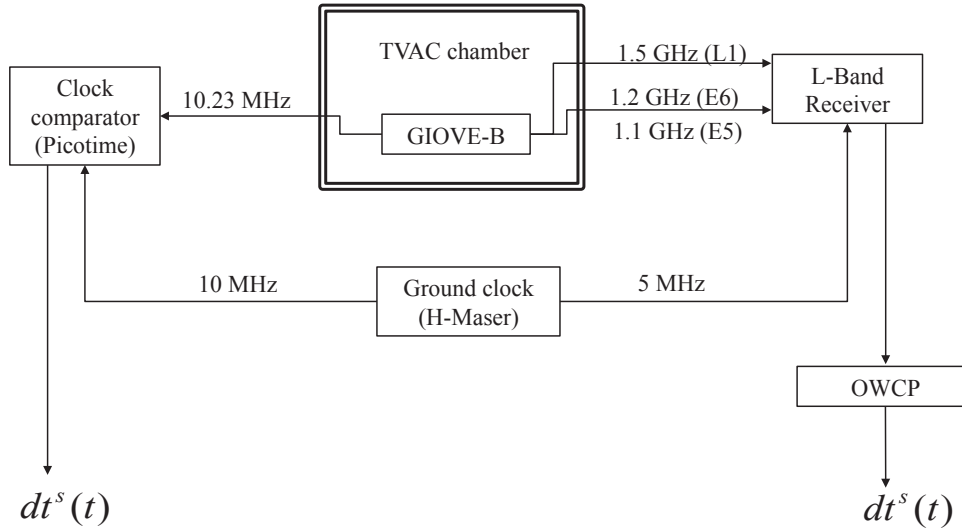 TVAC chamber
Clock
comparator
(Picotime)
10.23 MHz
GIOVE-B
1.5 GHz (L1)
1.2 GHz (E6)
1.1 GHz (E5)
L-Band
Receiver
10 MHz
Ground clock
(H-Maser)
5 MHz
OWCP
dt^s(t)
dt^s(t)